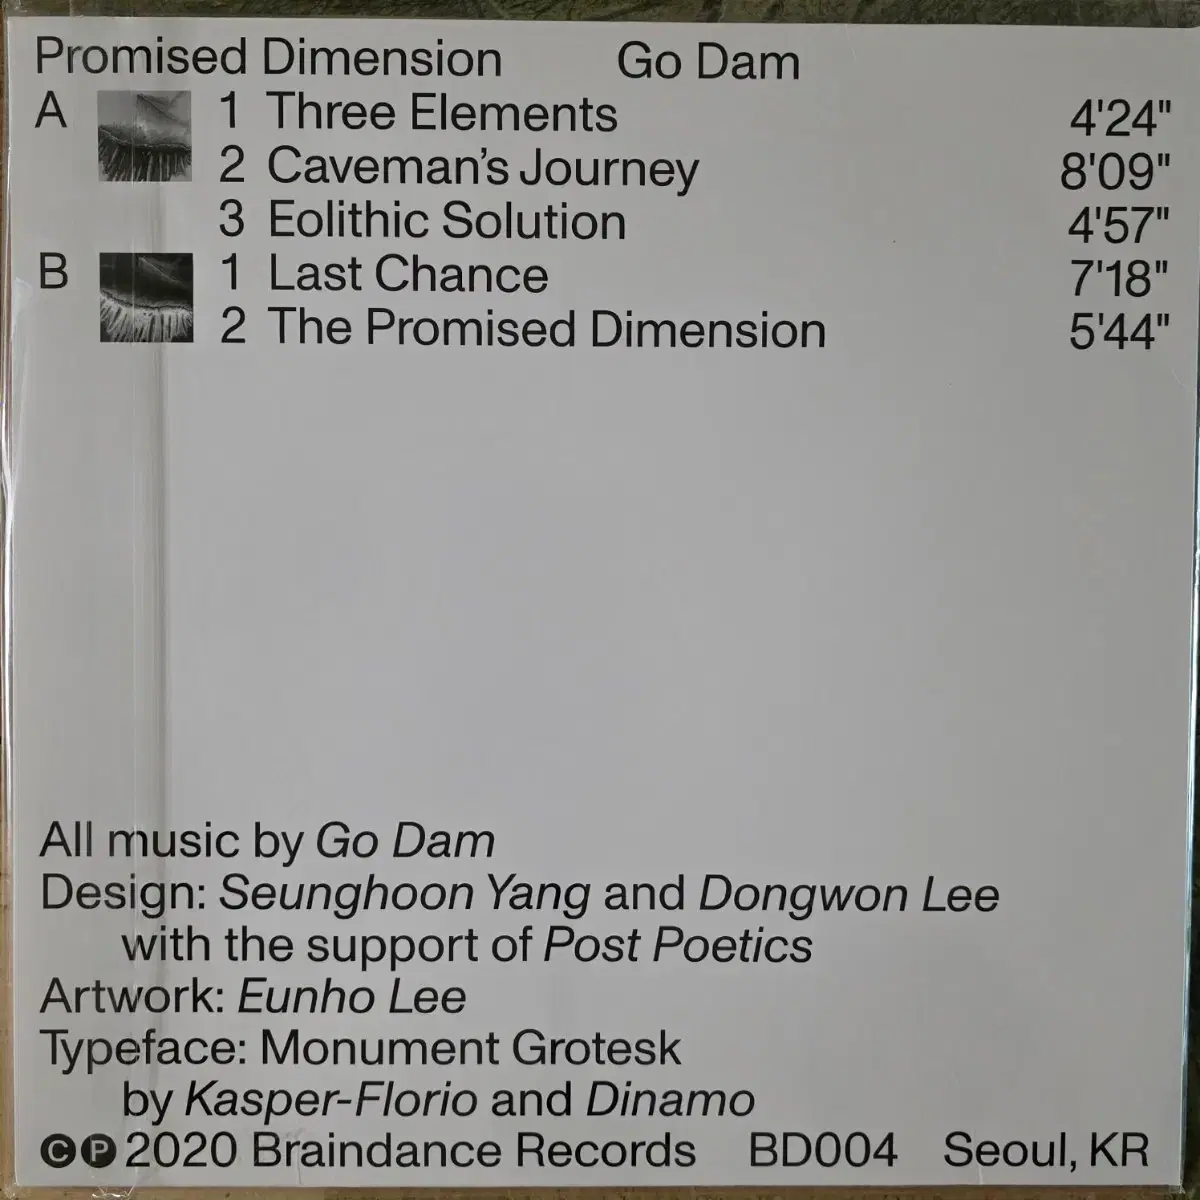 Promised Dimension Go Dam
A 1 Three Elements 4'24"
2 Caveman’s Journey 8'09"
3 Eolithic Solution 4'57"
B 1 Last Chance 7'18"
2 The Promised Dimension 5'44"
All music by Go Dam
Design: Seunghoon Yang and Dongwon Lee
with the support of Post Poetics
Artwork: Eunho Lee
Typeface: Monument Grotesk
by Kasper-Florio and Dinamo
©℗ 2020 Braindance Records BD004 Seoul, KR